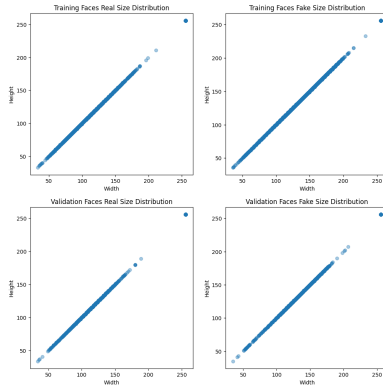 Training Faces Real Size Distribution
250
200
150
100
50
Height
50 100 150 200 250
Width
Training Faces Fake Size Distribution
250
200
150
100
50
Height
50 100 150 200 250
Width
Validation Faces Real Size Distribution
250
200
150
100
50
Height
50 100 150 200 250
Width
Validation Faces Fake Size Distribution
250
200
150
100
50
Height
50 100 150 200 250
Width